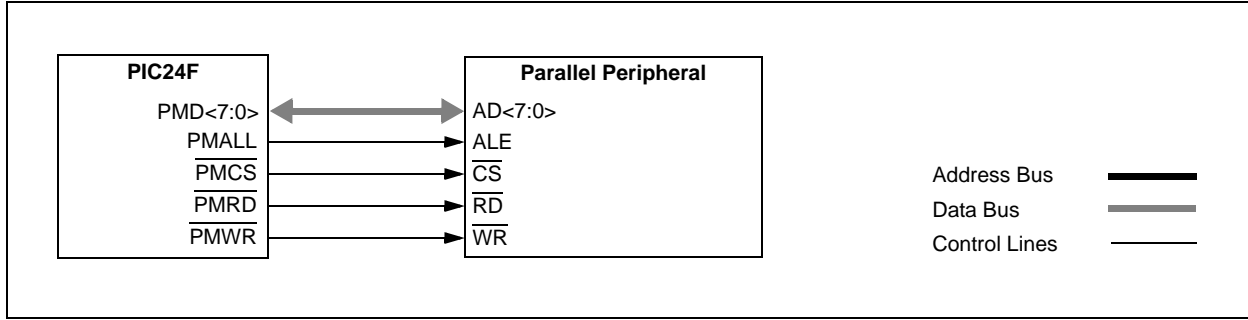 PIC24F
PMD<7:0>
PMALL
PMCS
PMRD
PMWR
Parallel Peripheral
AD<7:0>
ALE
CS
RD
WR
Address Bus
Data Bus
Control Lines